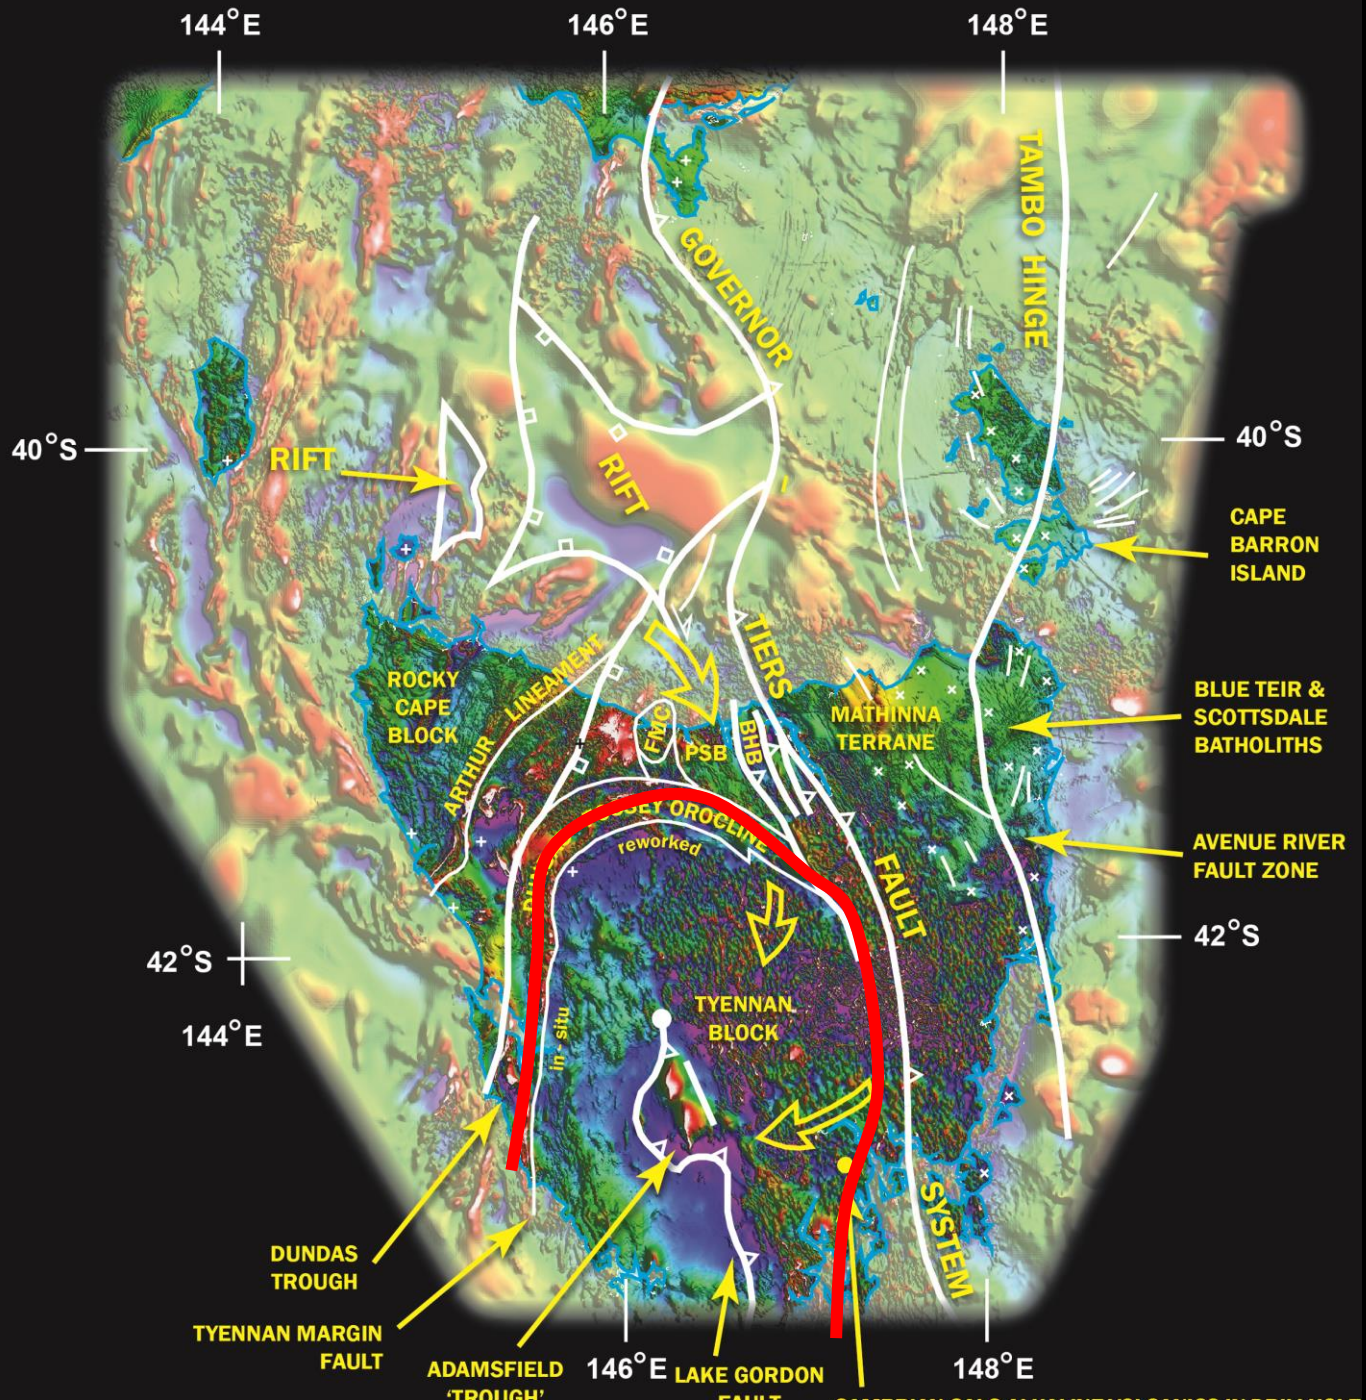 144°E
146°E
148°E
TAMBO HINGE
GOVERNOR
40°S
40°S
RIFT
RIFT
CAPE
BARRON
ISLAND
TIERS
LINEAMENT
ARTHUR
ROCKY
CAPE
BLOCK
FMC
PSB
BHB
MATHINNA
TERRANE
BLUE TEIR &
SCOTTSDALE
BATHOLITHS
OROCLINE
reworked
FAULT
AVENUE RIVER
FAULT ZONE
42°S
42°S
144°E
in - situ
TYENNAN
BLOCK
SYSTEM
DUNDAS
TROUGH
TYENNAN MARGIN
FAULT
ADAMSFIELD
'TROUGH'
LAKE GORDON
FAULT
146°E
148°E